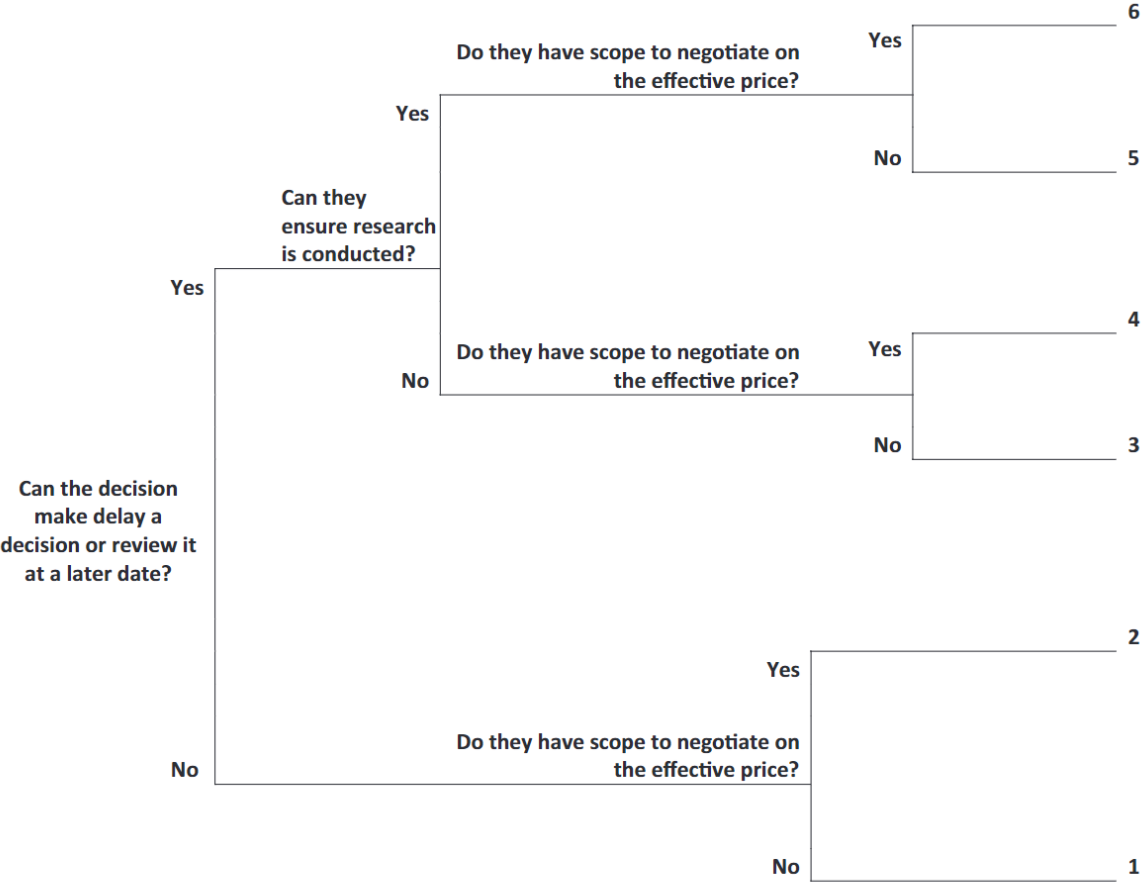 6
Do they have scope to negotiate on
the effective price?
Yes
Yes
No
5
Can they
ensure research
is conducted?
Yes
4
Do they have scope to negotiate on
the effective price?
Yes
No
No
3
Can the decision
make delay a
decision or review it
at a later date?
2
Yes
Do they have scope to negotiate on
the effective price?
No
No
1